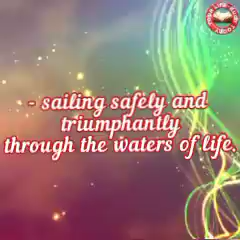 - sailing safely and
triumphantly
through the waters of life.